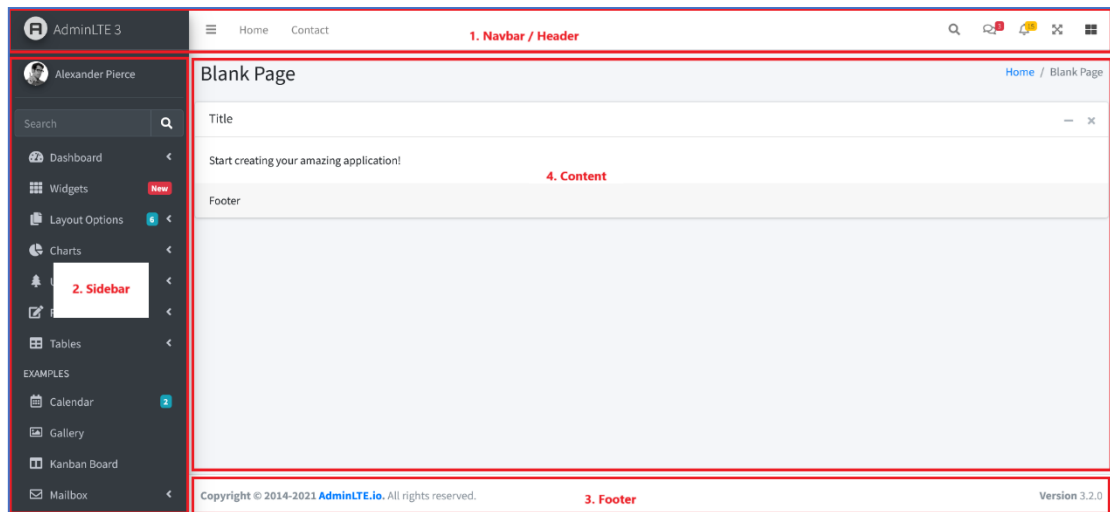 AdminLTE 3
Home Contact
1. Navbar / Header
3
15
Alexander Pierce
Search
Dashboard
Widgets New
Layout Options 6
Charts
2. Sidebar
Tables
EXAMPLES
Calendar 2
Gallery
Kanban Board
Mailbox
Blank Page
Home / Blank Page
Title
Start creating your amazing application!
4. Content
Footer
Copyright © 2014-2021 AdminLTE.io. All rights reserved.
3. Footer
Version 3.2.0